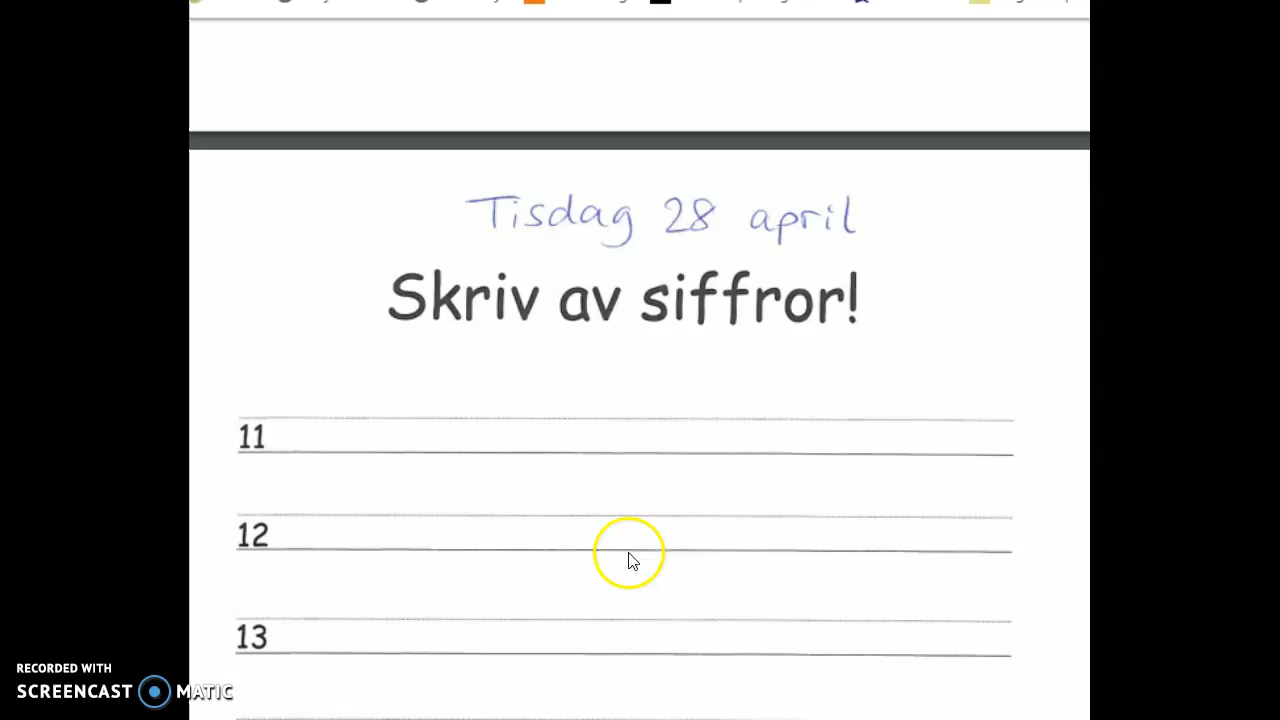 Tisdag 28 april
Skriv av siffror!
11
12
13
RECORDED WITH
SCREENCAST MATIC